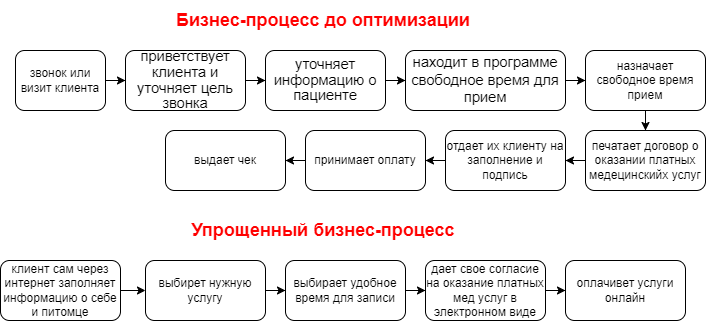 Бизнес-процесс до оптимизации
звонок или
визит клиента
приветствует
клиента и
уточняет цель
звонка
уточняет
информацию о
пациенте
находит в программе
свободное время для
прием
назначает
свободное время
прием
выдает чек
принимает оплату
отдает их клиенту на
заполнение и
подпись
печатает договор о
оказании платных
медецинскийх услуг
Упрощенный бизнес-процесс
клиент сам через
интернет заполняет
информацию о себе
и питомце
выбирет нужную
услугу
выбирает удобное
время для записи
дает свое согласие
на оказание платных
мед услуг в
электронном виде
оплачивет услуги
онлайн